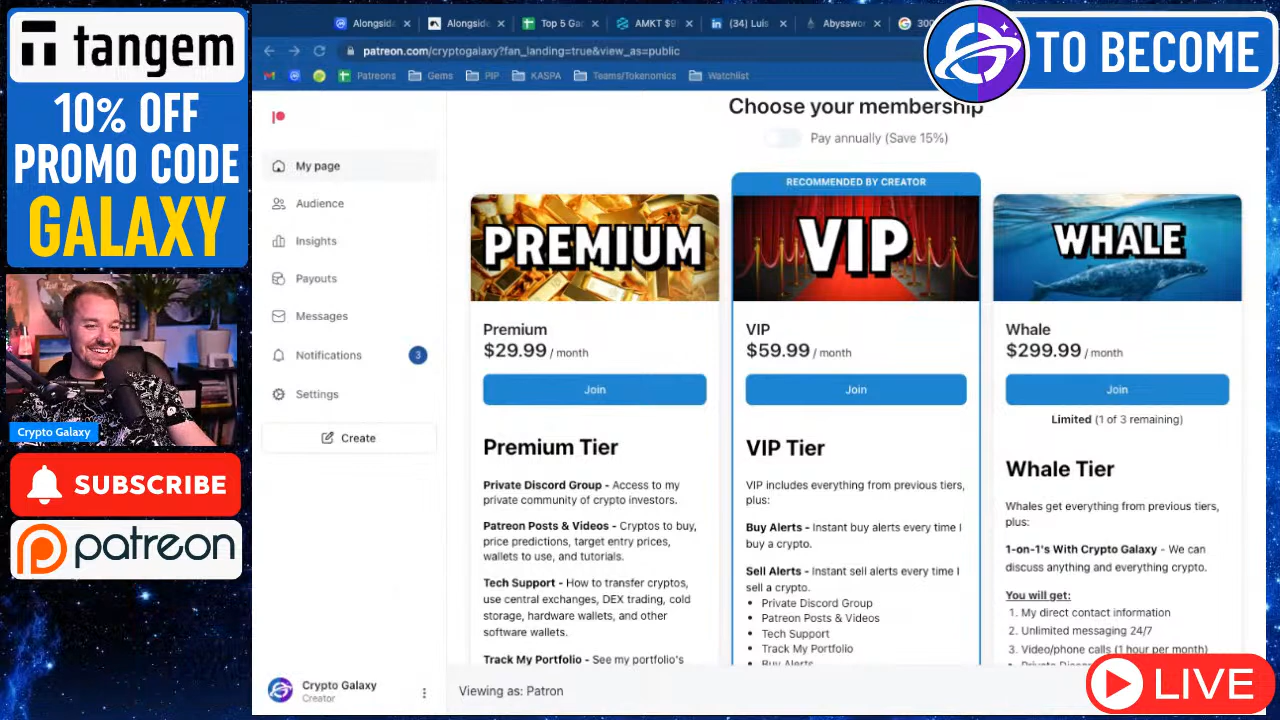 tangem
10% OFF
PROMO CODE
GALAXY
Crypto Galaxy
SUBSCRIBE
patreon
Alongside
Alongside
Top 5 Ga
AMKT
(34) Luis
Abyssworl
TO BECOME
patreon.com/cryptogalaxy?fan_landing=true&view_as=public
Patreons
Gems
PIP
KASPA
Teams/Tokenomics
Watchlist
My page
Audience
Insights
Payouts
Messages
Notifications
3
Settings
Create
Crypto Galaxy
Creator
Choose your membership
Pay annually (Save 15%)
PREMIUM
Premium
$29.99 / month
Join
Premium Tier
Private Discord Group - Access to my
private community of crypto investors.
Patreon Posts & Videos - Cryptos to buy,
price predictions, target entry prices,
wallets to use, and tutorials.
Tech Support - How to transfer cryptos,
use central exchanges, DEX trading, cold
storage, hardware wallets, and other
software wallets.
Track My Portfolio - See my portfolio's
RECOMMENDED BY CREATOR
VIP
VIP
$59.99 / month
Join
VIP Tier
VIP includes everything from previous tiers,
plus:
Buy Alerts - Instant buy alerts every time I
buy a crypto.
Sell Alerts - Instant sell alerts every time I
sell a crypto.
• Private Discord Group
• Patreon Posts & Videos
• Tech Support
• Track My Portfolio
• Buy Alerts
WHALE
Whale
$299.99 / month
Join
Limited (1 of 3 remaining)
Whale Tier
Whales get everything from previous tiers,
plus:
1-on-1's With Crypto Galaxy - We can
discuss anything and everything crypto.
You will get:
1. My direct contact information
2. Unlimited messaging 24/7
3. Video/phone calls (1 hour per month)
• Private
Viewing as: Patron
LIVE